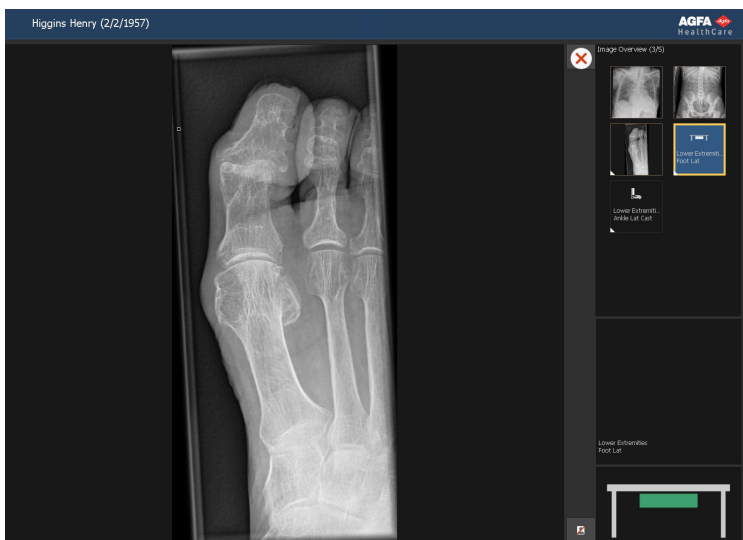 Higgins Henry (2/2/1957)
AGFA
HealthCare
Image Overview (3/5)
Lower Extremiti...
Foot Lat
Lower Extremiti...
Ankle Lat Cast
Lower Extremities
Foot Lat